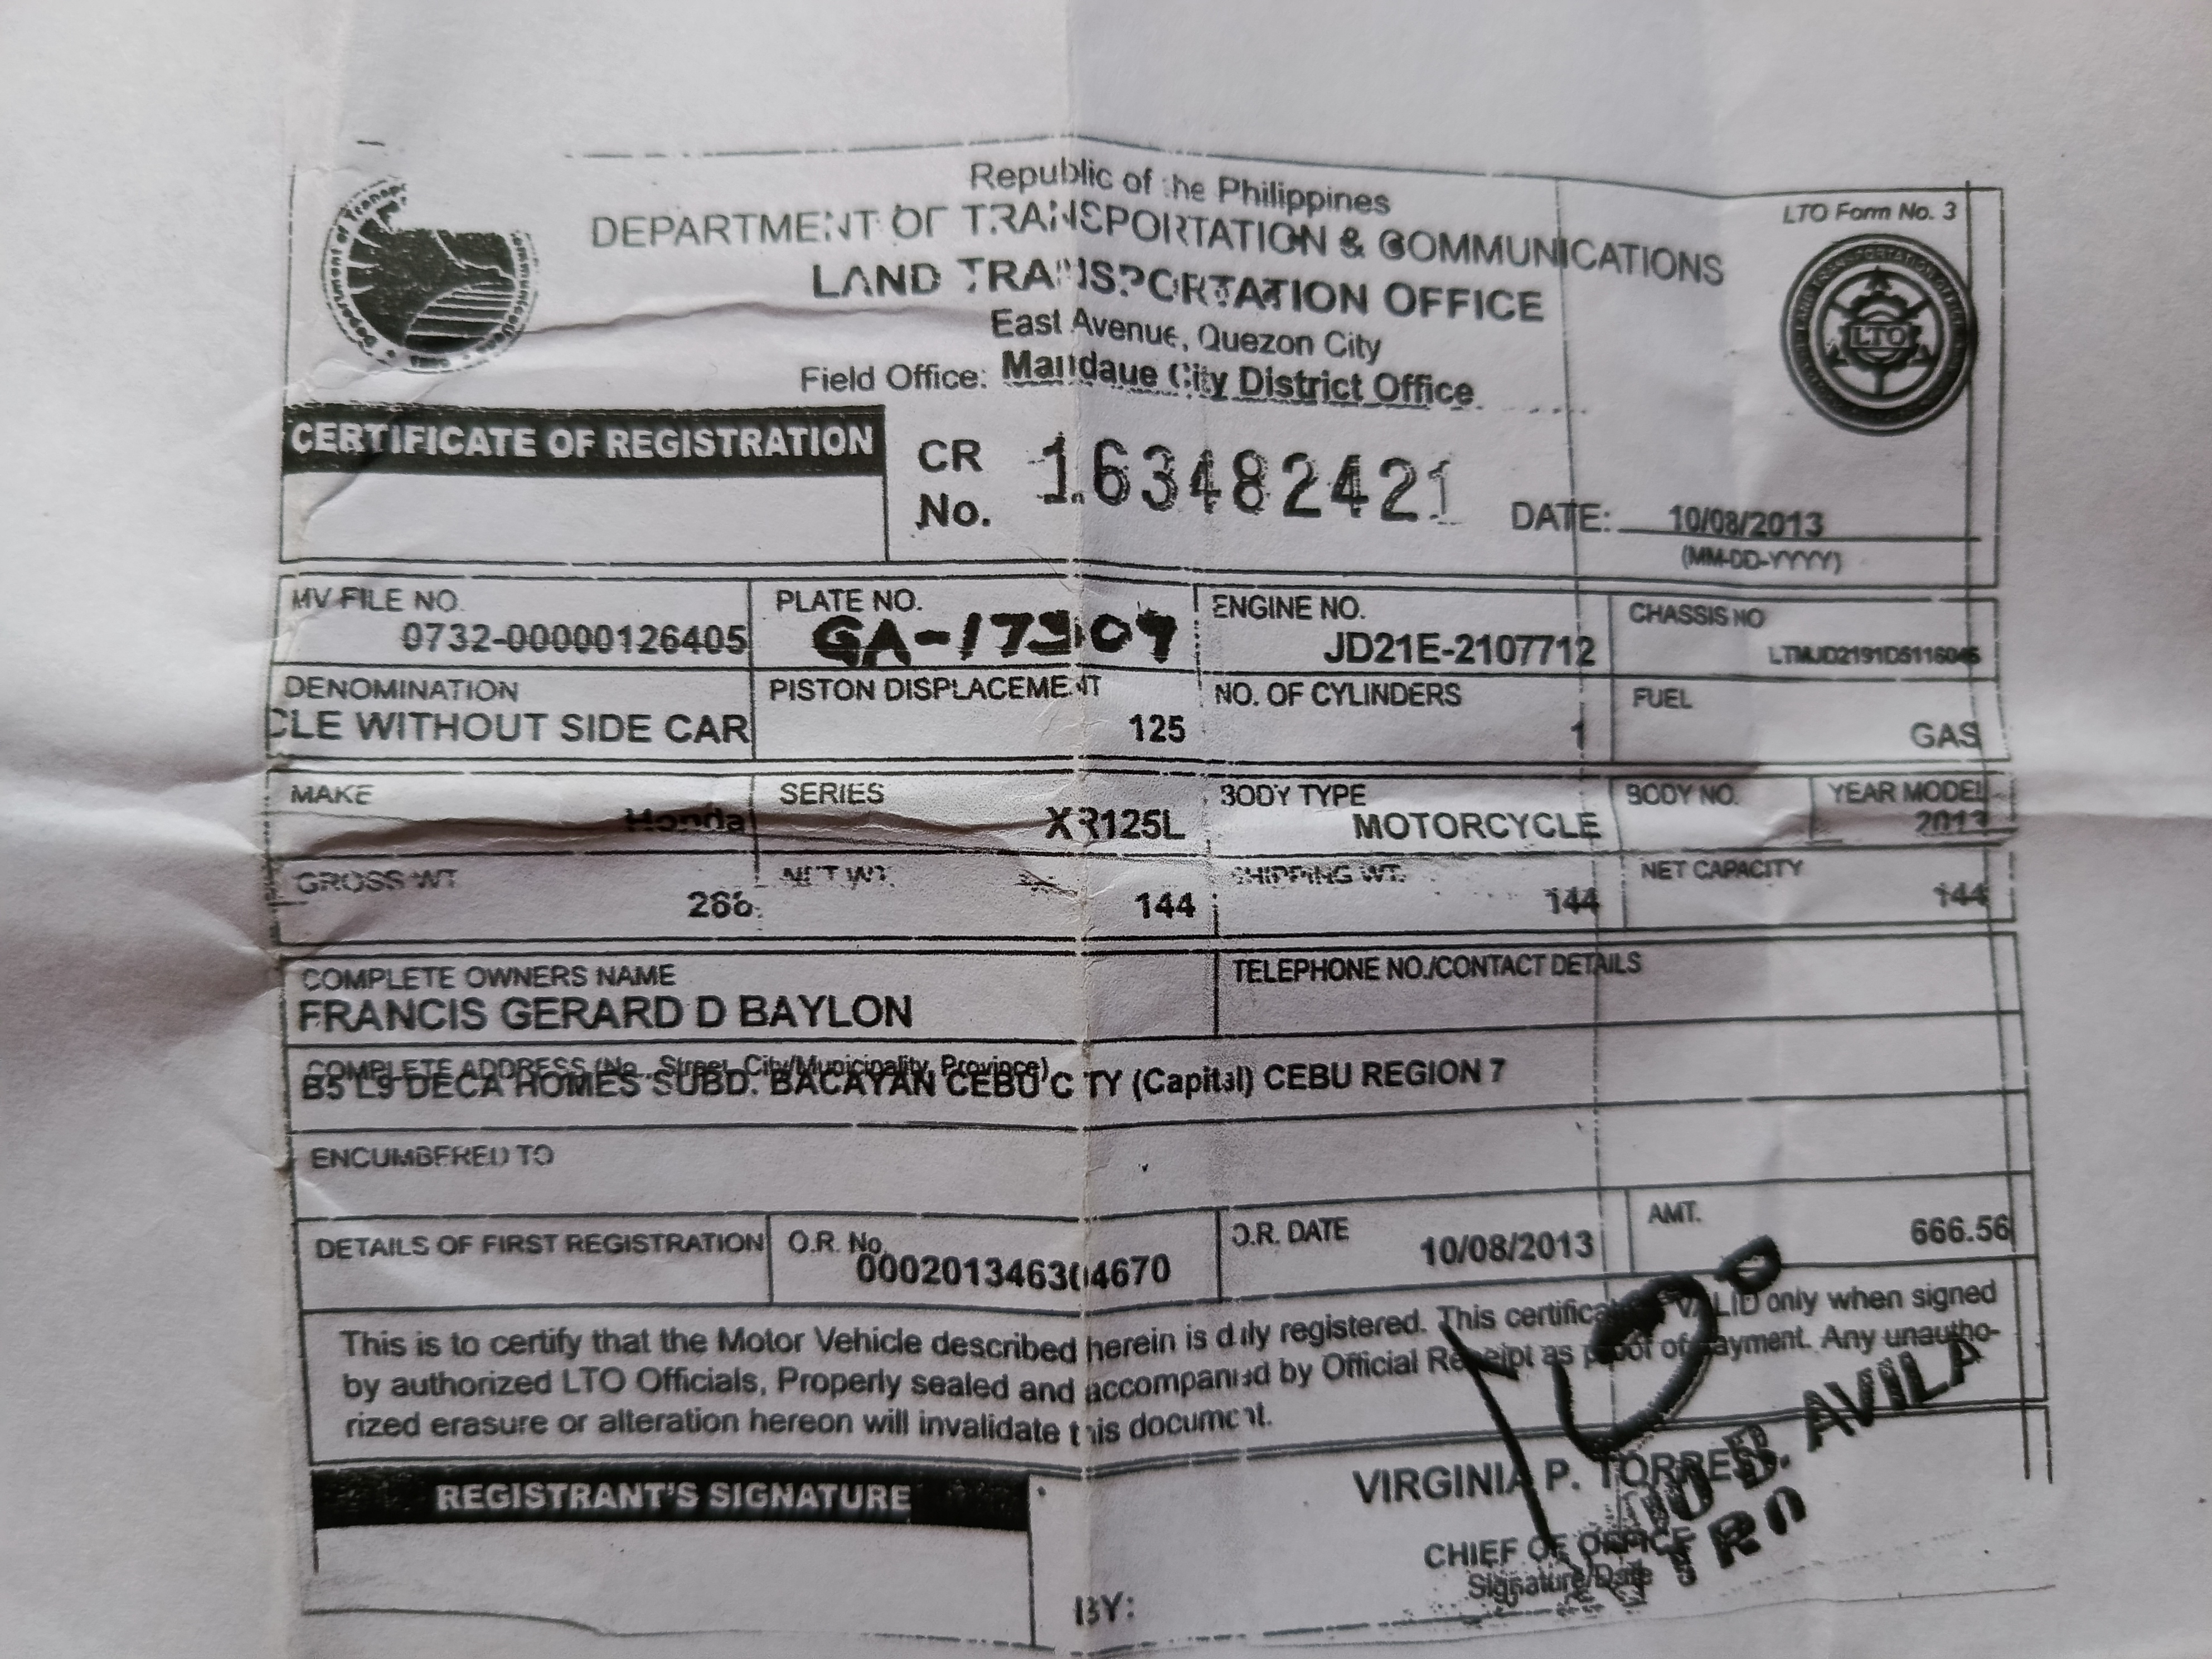 Republic of the Philippines
LTO Form No. 3
DEPARTMENT OF TRANSPORTATION & COMMUNICATIONS
LAND TRANSPORTATION OFFICE
LTO
East Avenue, Quezon City
Field Office: Mandaue City District Office
CERTIFICATE OF REGISTRATION
CR No. 163482421
DATE: 10/08/2013
(MM-DD-YYYY)
MV FILE NO. PLATE NO. ENGINE NO. CHASSIS NO
0732-00000126405 JD21E-2107712
DENOMINATION PISTON DISPLACEMENT NO. OF CYLINDERS FUEL
CLE WITHOUT SIDE CAR 125 1 GAS
MAKE SERIES BODY TYPE BODY NO. YEAR MODEL
Honda XR125L MOTORCYCLE 2013
GROSS WT NET WT. SHIPPING WT. NET CAPACITY
144 144 144
COMPLETE OWNERS NAME TELEPHONE NO./CONTACT DETAILS
FRANCIS GERARD D BAYLON
COMPLETE ADDRESS (No., Street, City/Municipality, Province)
B5 L9 DECA HOMES SUBD. BACAYAN CEBU CITY (Capital) CEBU REGION 7
ENCUMBERED TO
DETAILS OF FIRST REGISTRATION O.R. No. O.R. DATE AMT.
10/08/2013 666.56
This is to certify that the Motor Vehicle described herein is duly registered. This certificate is VALID only when signed
by authorized LTO Officials, Properly sealed and accompanied by Official Receipt as proof of payment. Any unautho-
rized erasure or alteration hereon will invalidate this document.
REGISTRANT'S SIGNATURE
VIRGINIA P. TORRES
B. AVILA
CHIEF OF OFFICE
Signature/Date
BY: